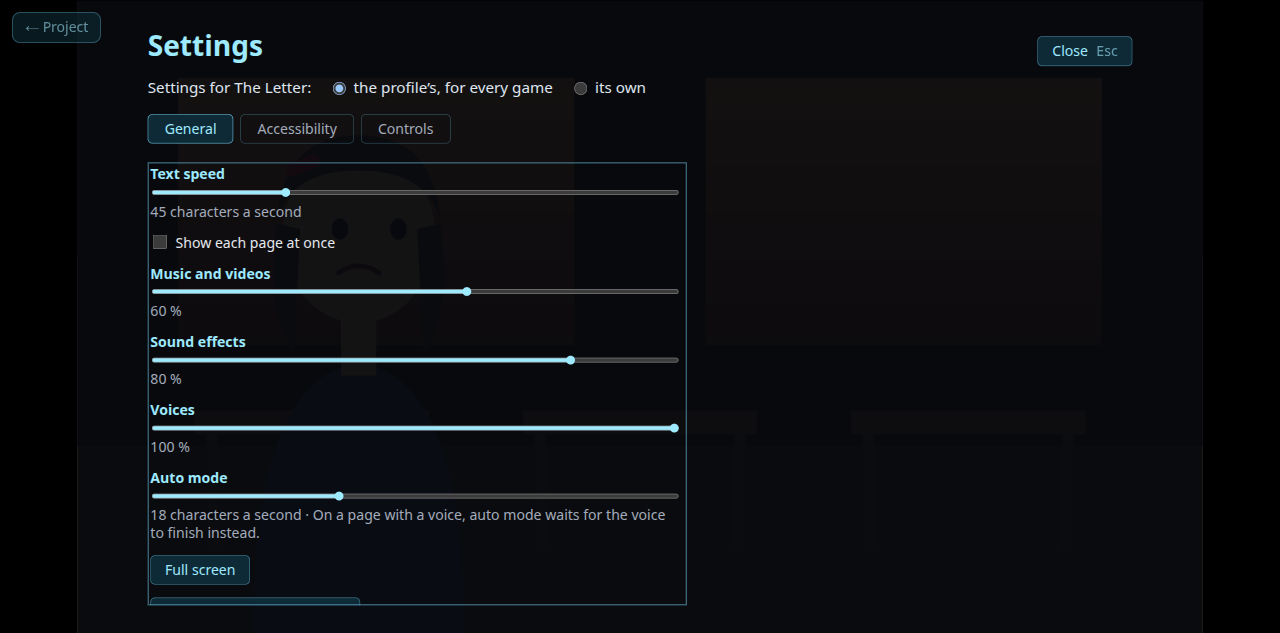 ← Project
Settings
Close Esc
Settings for The Letter: the profile's, for every game its own
General Accessibility Controls
Text speed
45 characters a second
Show each page at once
Music and videos
60 %
Sound effects
80 %
Voices
100 %
Auto mode
18 characters a second · On a page with a voice, auto mode waits for the voice
to finish instead.
Full screen